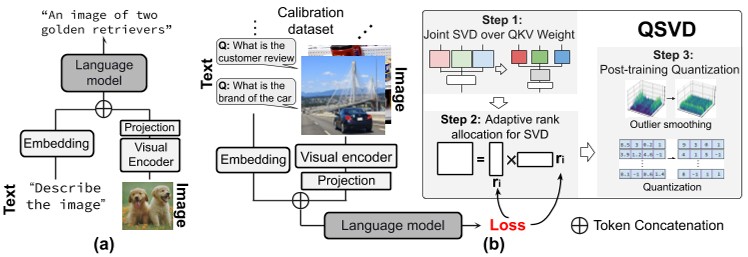 "An image of two
golden retrievers"
Language
model
Embedding
Projection
Visual
Encoder
Text
"Describe
the image"
Image
(a)
Calibration
dataset
Text
Q: What is the
customer review
Q: What is the
brand of the car
Image
Embedding
Visual encoder
Projection
Language model
Loss
(b)
Token Concatenation
QSVD
Step 1:
Joint SVD over QKV Weight
Step 2: Adaptive rank
allocation for SVD
=
×
ri
ri
Step 3:
Post-training Quantization
Outlier smoothing
Quantization